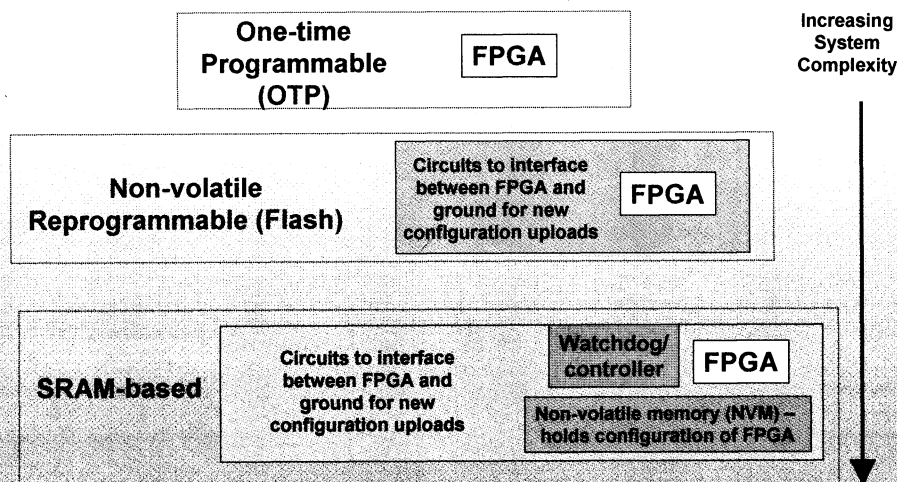 One-time
Programmable
(OTP)
FPGA
Increasing
System
Complexity
Non-volatile
Reprogrammable (Flash)
Circuits to interface
between FPGA and
ground for new
configuration uploads
FPGA
SRAM-based
Circuits to interface
between FPGA and
ground for new
configuration uploads
Watchdog/
controller
FPGA
Non-volatile memory (NVM) –
holds configuration of FPGA